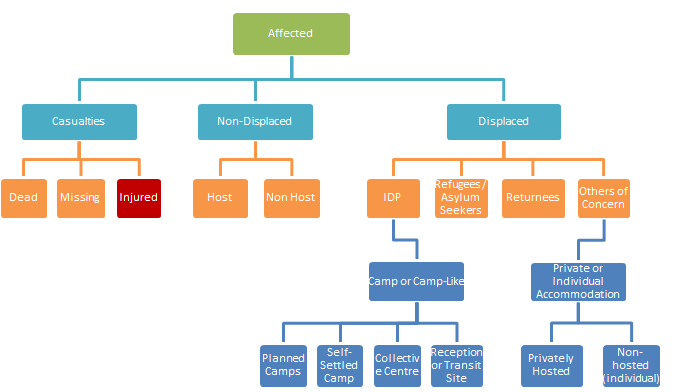 Affected
Casualties
Non-Displaced
Displaced
Dead
Missing
Injured
Host
Non Host
IDP
Refugees/
Asylum
Seekers
Returnees
Others of
Concern
Camp or Camp-Like
Private or
Individual
Accommodation
Planned
Camps
Self-
Settled
Camp
Collectiv
e Centre
Reception
or Transit
Site
Privately
Hosted
Non-
hosted
(individual)